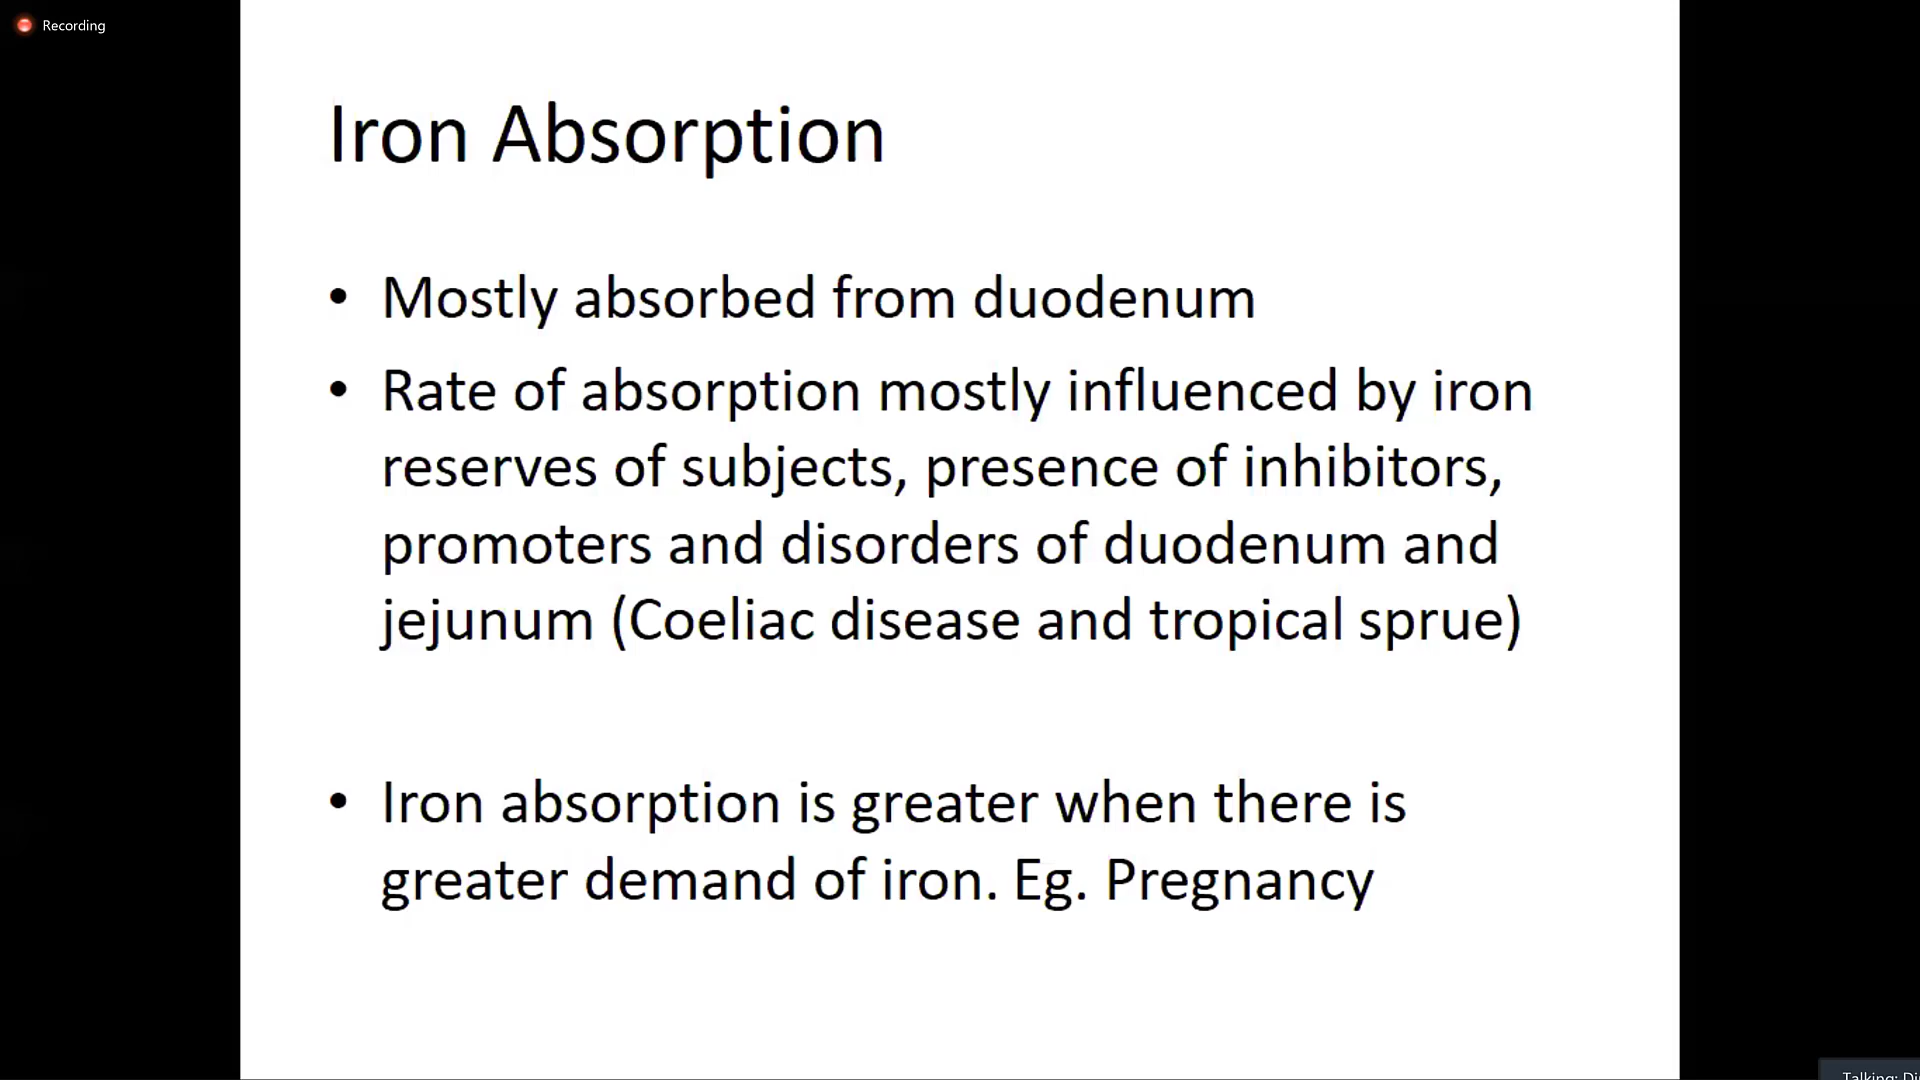 Recording
Iron Absorption
• Mostly absorbed from duodenum
• Rate of absorption mostly influenced by iron
reserves of subjects, presence of inhibitors,
promoters and disorders of duodenum and
jejunum (Coeliac disease and tropical sprue)
• Iron absorption is greater when there is
greater demand of iron. Eg. Pregnancy
Talking: